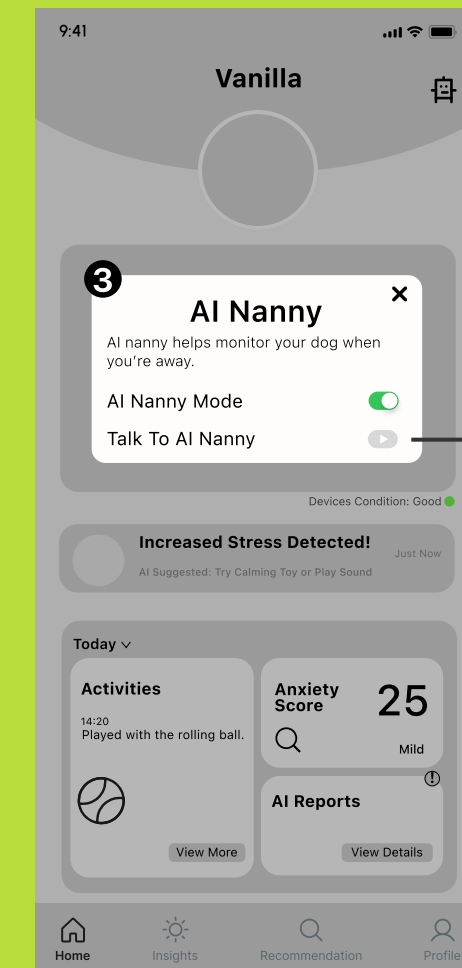 9:41
Vanilla
3
AI Nanny
AI nanny helps monitor your dog when
you're away.
AI Nanny Mode
Talk To AI Nanny
Devices Condition: Good
Increased Stress Detected!
Just Now
AI Suggested: Try Calming Toy or Play Sound
Today
Activities
14:20
Played with the rolling ball.
View More
Anxiety
Score
25
Mild
AI Reports
View Details
Home
Insights
Recommendation
Profile